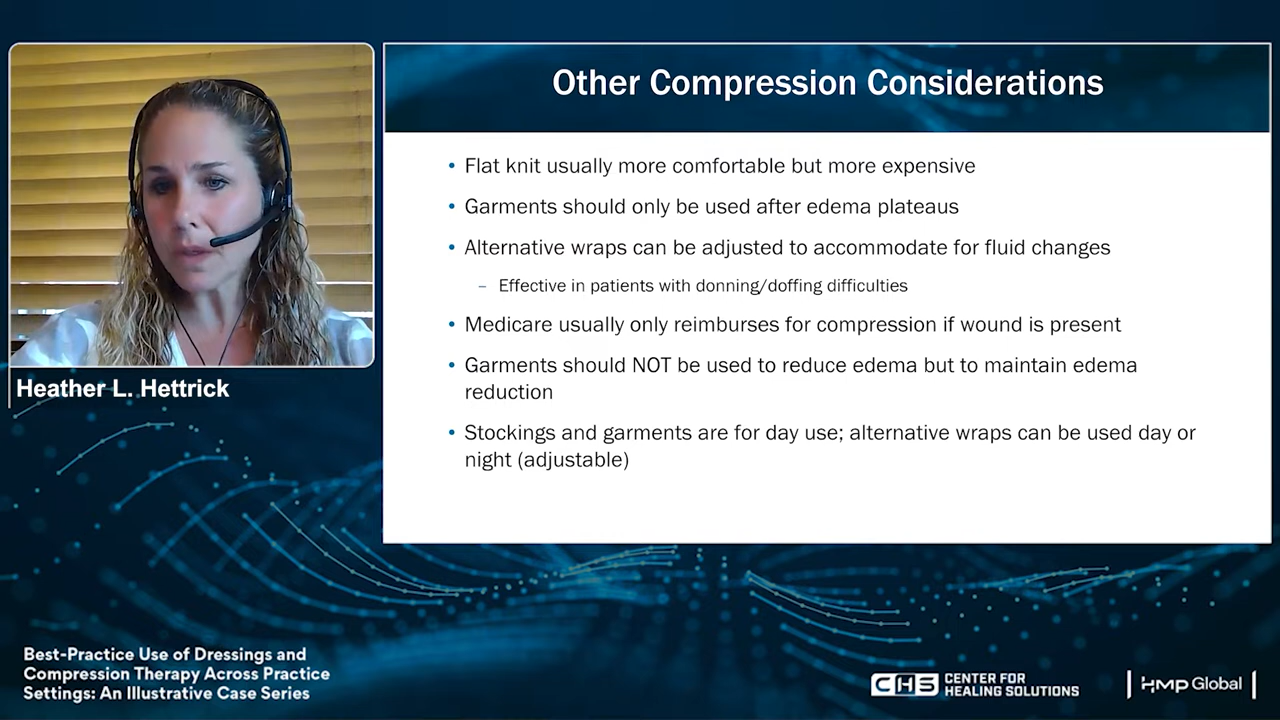 Other Compression Considerations
• Flat knit usually more comfortable but more expensive
• Garments should only be used after edema plateaus
• Alternative wraps can be adjusted to accommodate for fluid changes
– Effective in patients with donning/doffing difficulties
• Medicare usually only reimburses for compression if wound is present
• Garments should NOT be used to reduce edema but to maintain edema
reduction
• Stockings and garments are for day use; alternative wraps can be used day or
night (adjustable)
Heather L. Hettrick
Best-Practice Use of Dressings and
Compression Therapy Across Practice
Settings: An Illustrative Case Series
CHS CENTER FOR
HEALING SOLUTIONS
HMP Global